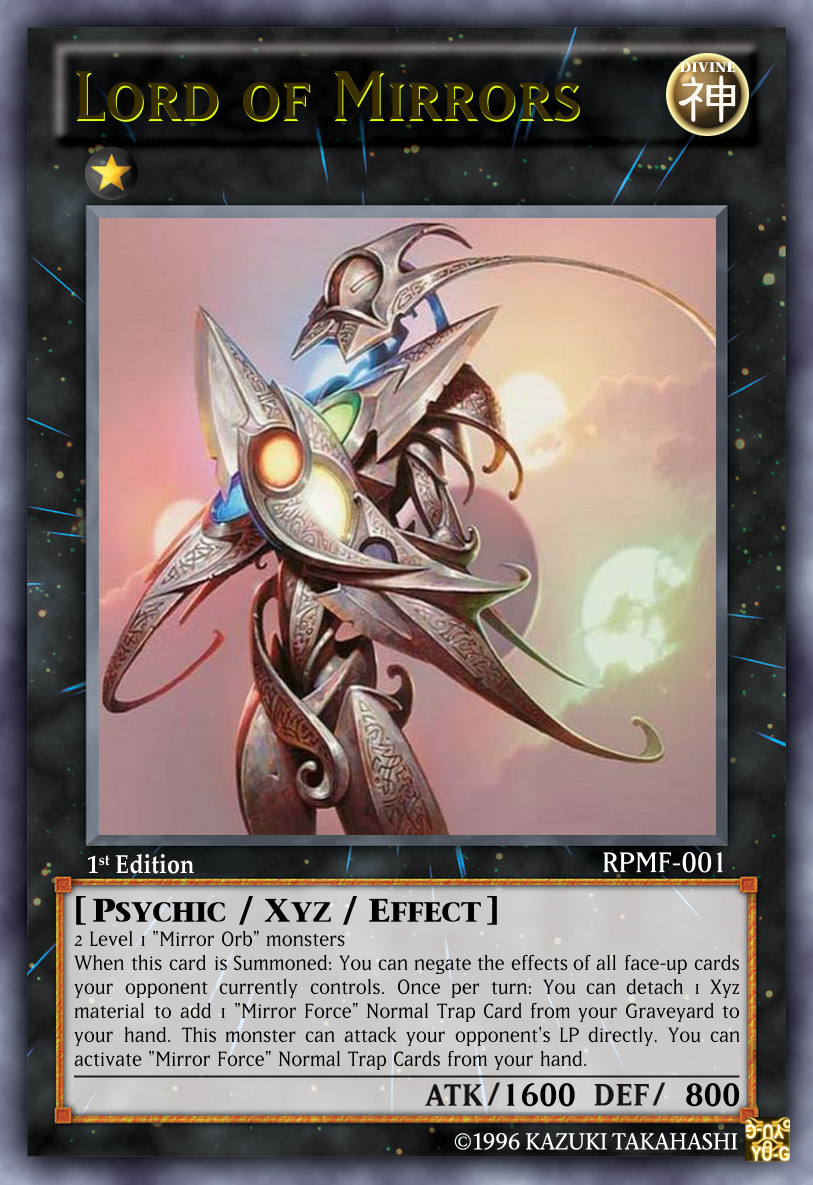 Lord of Mirrors
DIVINE
神
1st Edition
RPMF-001
[ Psychic / Xyz / Effect ]
2 Level 1 "Mirror Orb" monsters
When this card is Summoned: You can negate the effects of all face-up cards
your opponent currently controls. Once per turn: You can detach 1 Xyz
material to add 1 "Mirror Force" Normal Trap Card from your Graveyard to
your hand. This monster can attack your opponent's LP directly. You can
activate "Mirror Force" Normal Trap Cards from your hand.
ATK/1600 DEF/ 800
©1996 KAZUKI TAKAHASHI